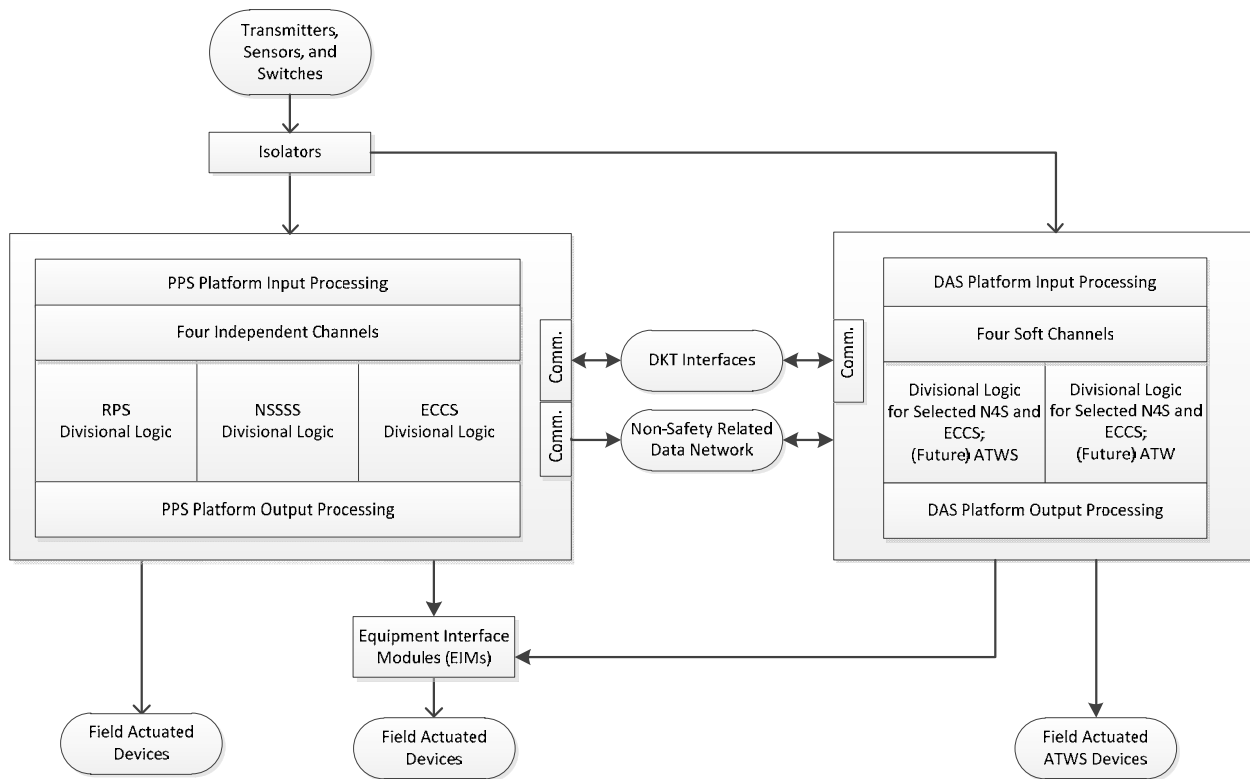 Transmitters,
Sensors, and
Switches
Isolators
PPS Platform Input Processing
Four Independent Channels
RPS
Divisional Logic
NSSSS
Divisional Logic
ECCS
Divisional Logic
PPS Platform Output Processing
Comm.
Comm.
DKT Interfaces
Non-Safety Related
Data Network
Comm.
DAS Platform Input Processing
Four Soft Channels
Divisional Logic
for Selected N4S and
ECCS;
(Future) ATWS
Divisional Logic
for Selected N4S and
ECCS;
(Future) ATW
DAS Platform Output Processing
Equipment Interface
Modules (EIMs)
Field Actuated
Devices
Field Actuated
Devices
Field Actuated
ATWS Devices